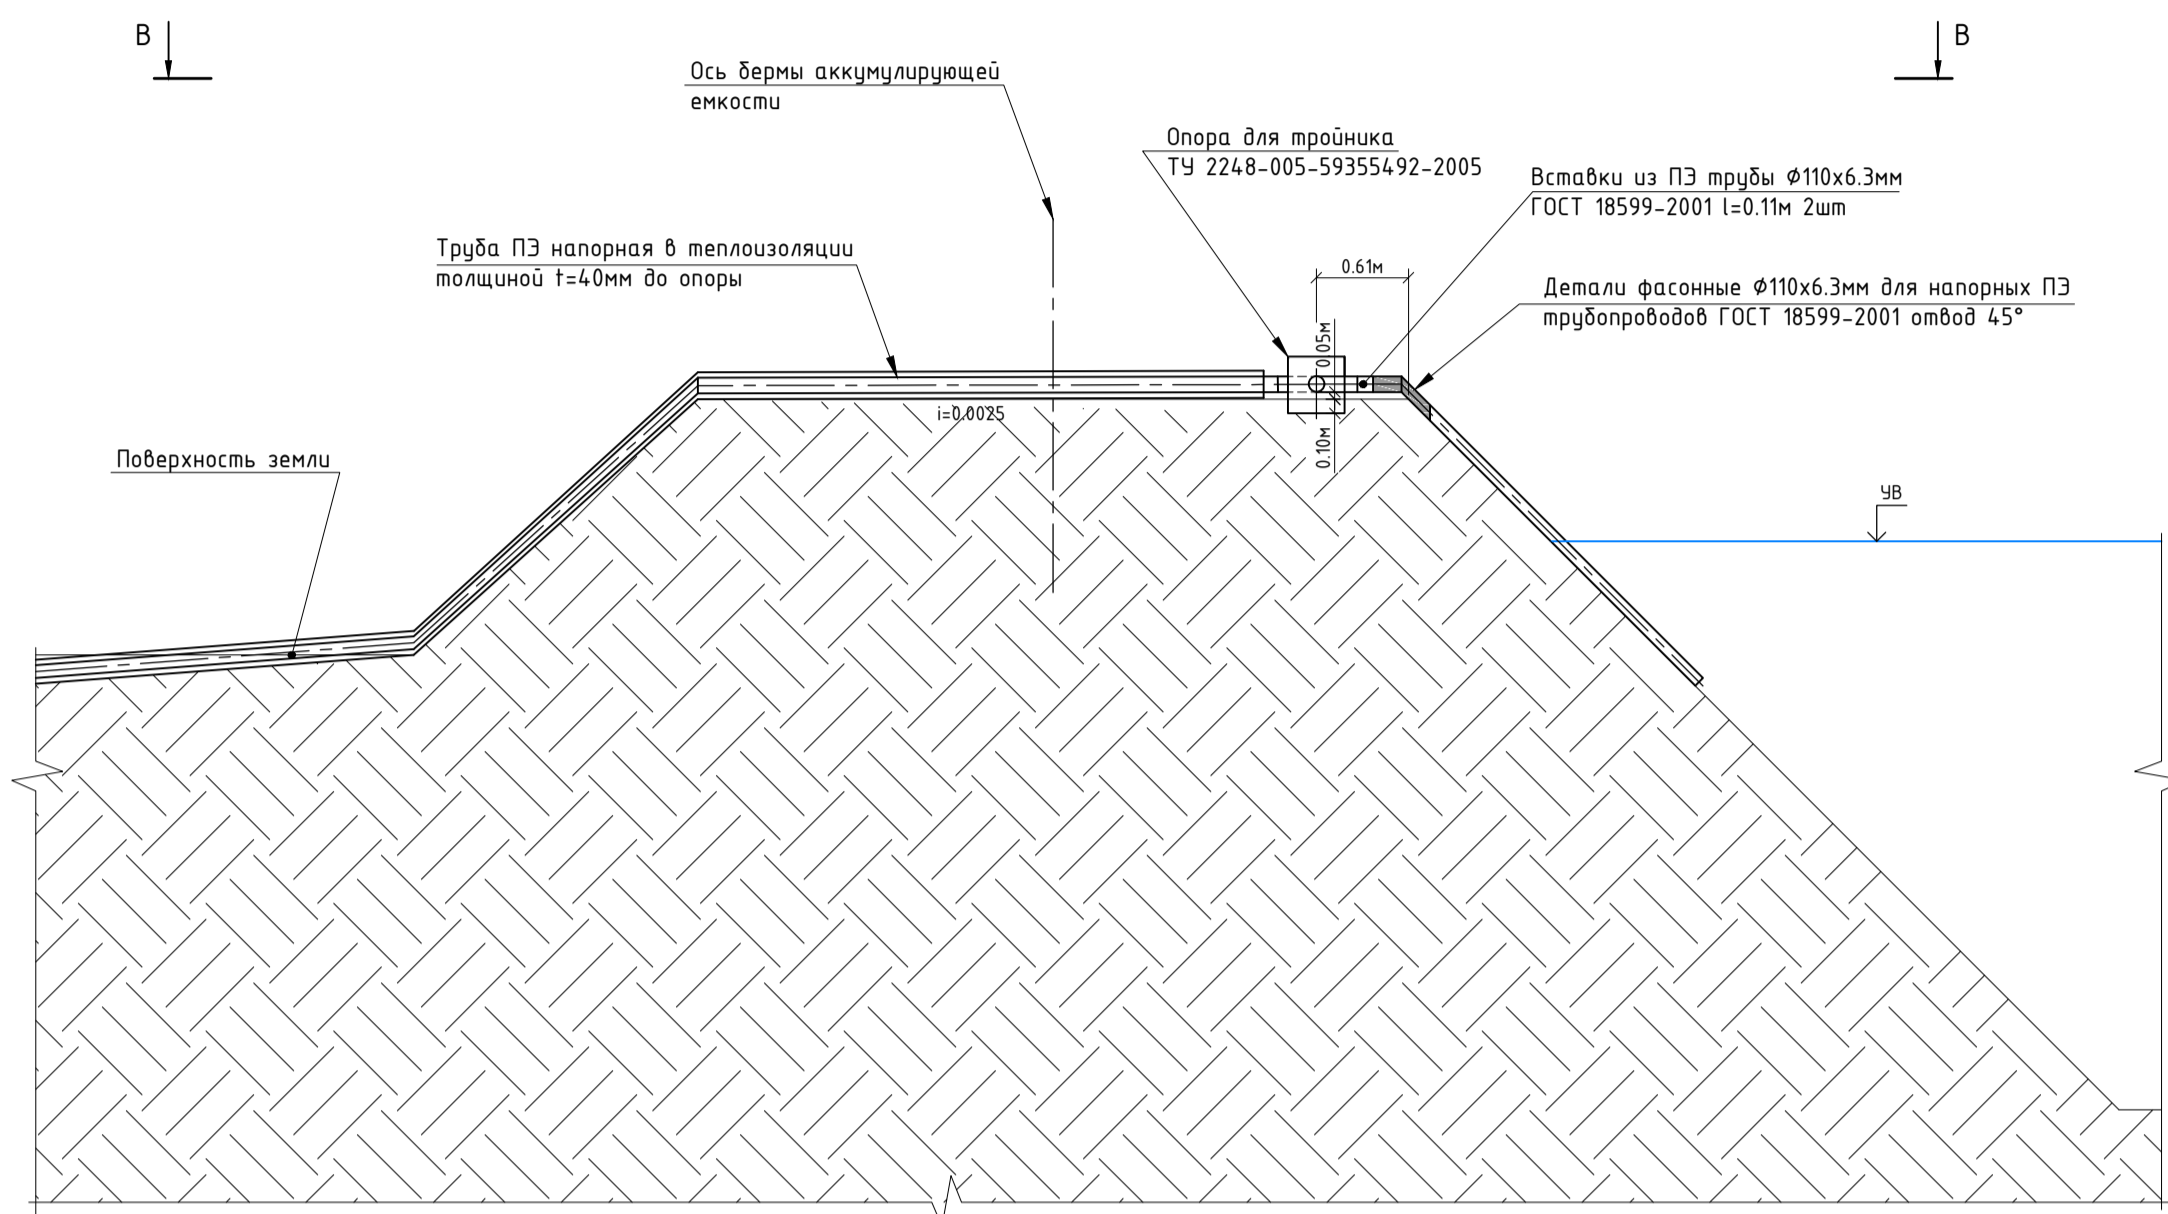 В
В
Ось бермы аккумулирующей
емкости
Опора для тройника
ТУ 2248-005-59355492-2005
Вставки из ПЭ трубы Ф110х6.3мм
ГОСТ 18599-2001 l=0.11м 2шт
Труба ПЭ напорная в теплоизоляции
толщиной t=40мм до опоры
0.61м
Детали фасонные Ф110х6.3мм для напорных ПЭ
трубопроводов ГОСТ 18599-2001 отвод 45°
0.05м
i=0.0025
0.10м
Поверхность земли
УВ